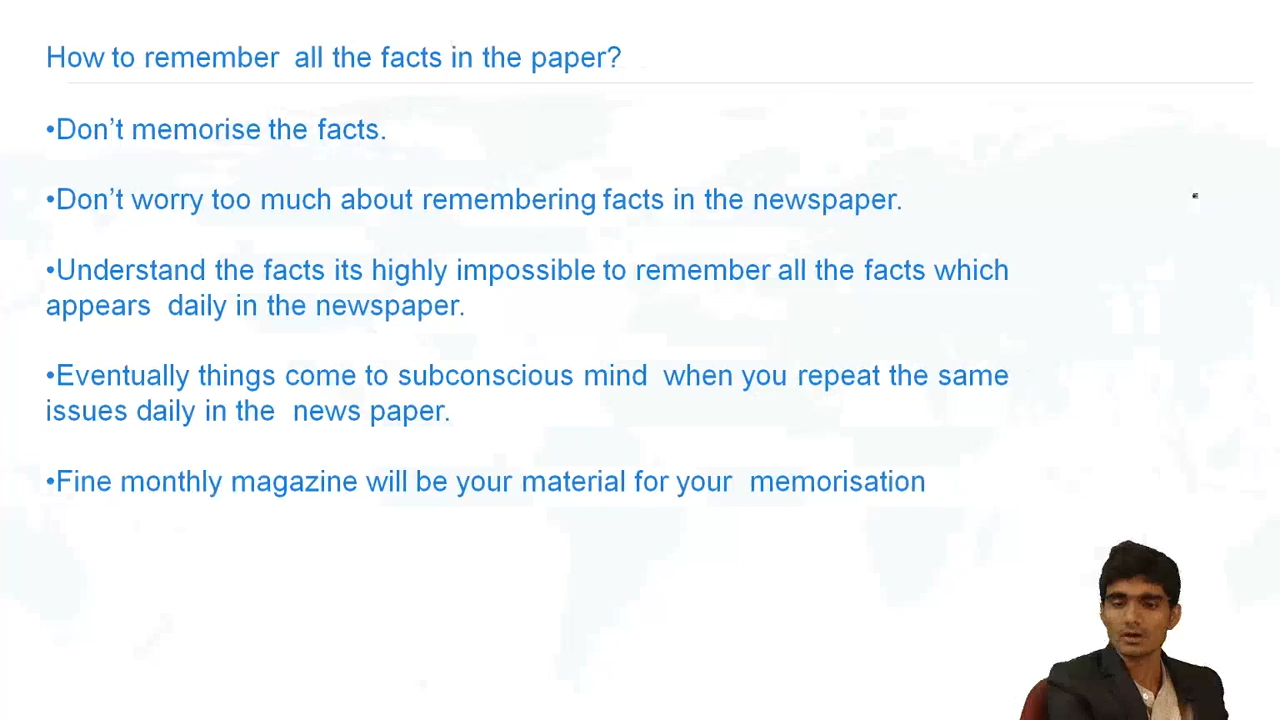 How to remember all the facts in the paper?
•Don’t memorise the facts.
•Don’t worry too much about remembering facts in the newspaper.
•Understand the facts its highly impossible to remember all the facts which
appears daily in the newspaper.
•Eventually things come to subconscious mind when you repeat the same
issues daily in the news paper.
•Fine monthly magazine will be your material for your memorisation